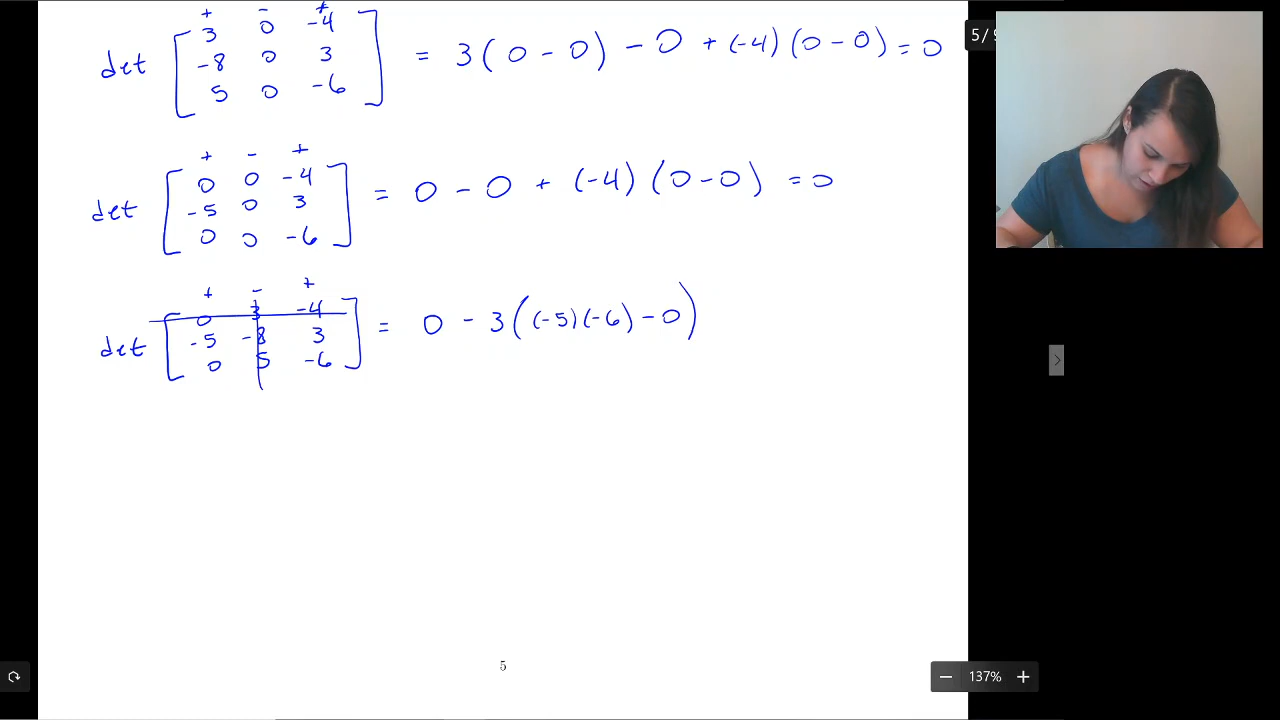 + - +
3 0 -4
det [ -8 0 3 ] = 3(0 - 0) - 0 + (-4)(0 - 0) = 0
5 0 -6
5 / 9
+ - +
0 0 -4
det [ -5 0 3 ] = 0 - 0 + (-4)(0 - 0) = 0
0 0 -6
+ - +
0 3 -4
det [ -5 -8 3 ] = 0 - 3((-5)(-6) - 0)
0 5 -6
5
137%